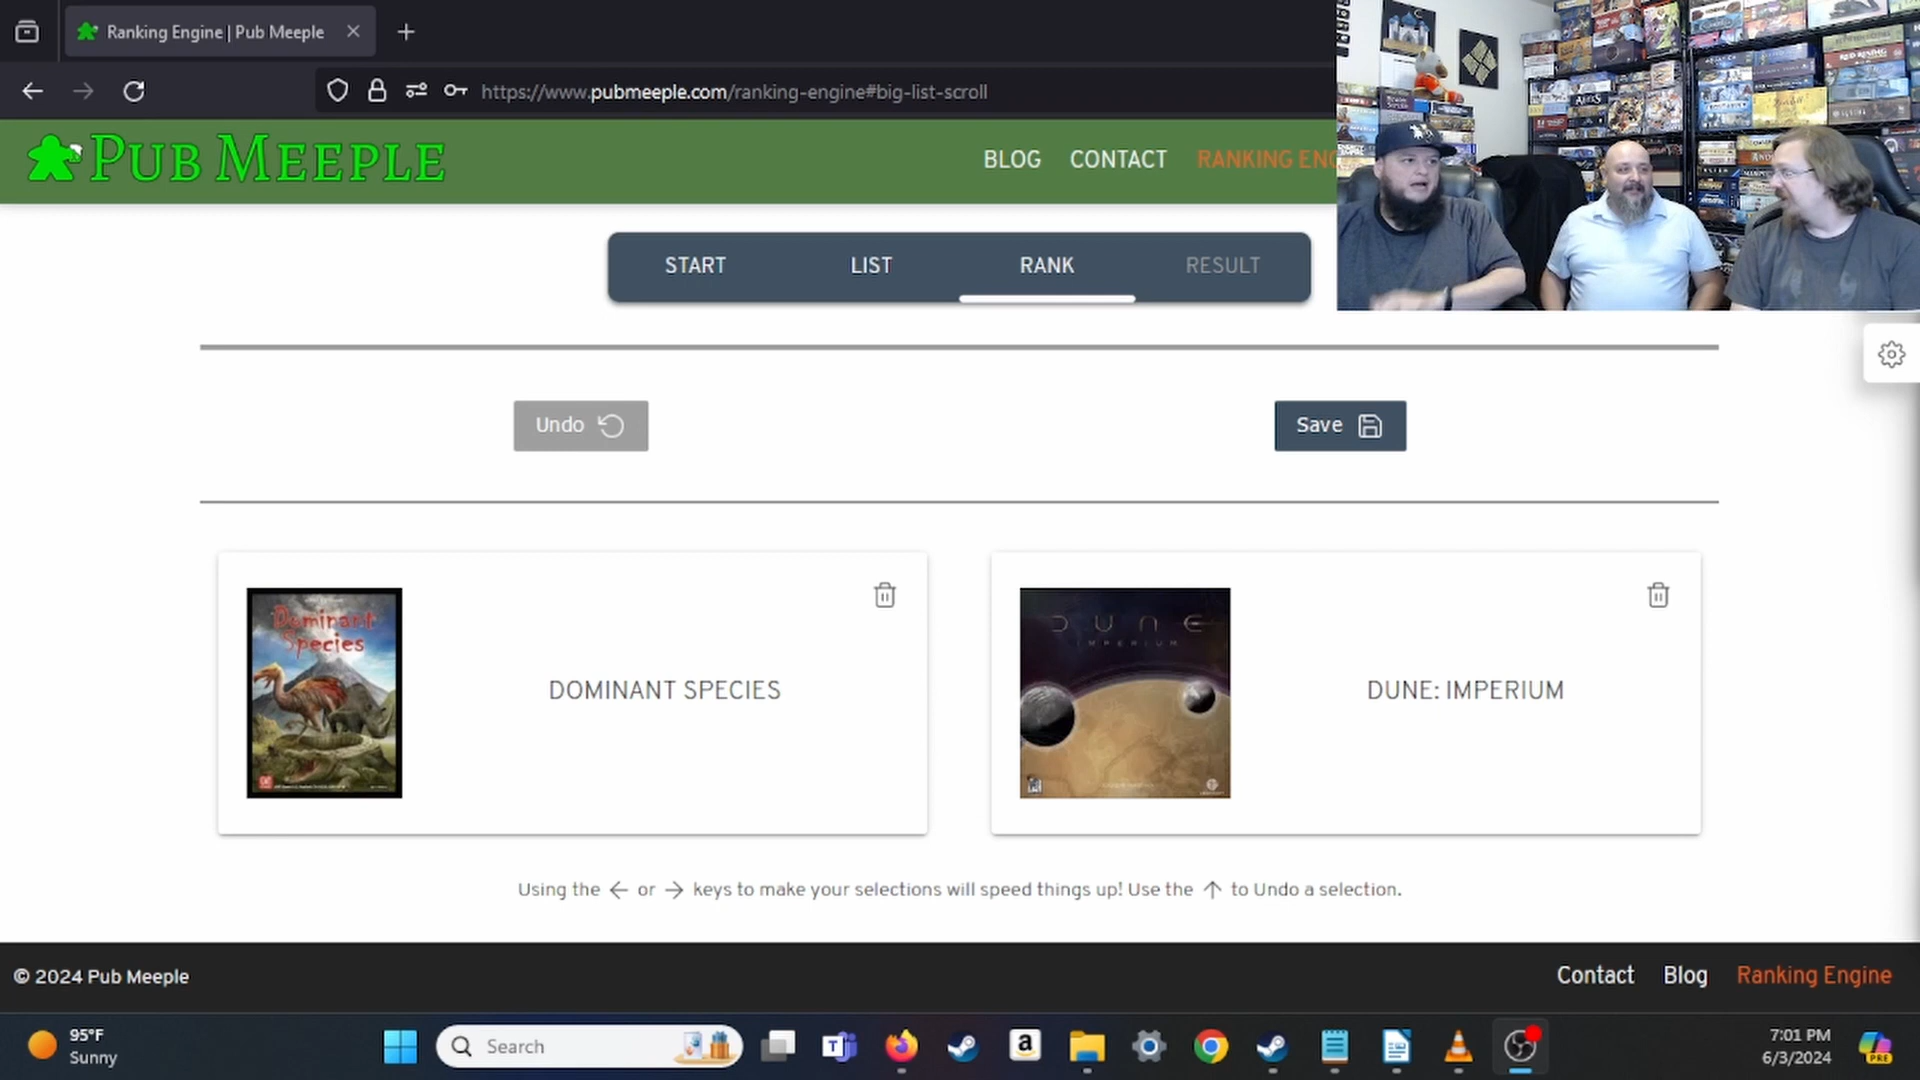 Ranking Engine | Pub Meeple
https://www.pubmeeple.com/ranking-engine#big-list-scroll
PUB MEEPLE
BLOG CONTACT RANKING ENG
START LIST RANK RESULT
Undo Save
Dominant
Species
DOMINANT SPECIES
DUNE
IMPERIUM
DUNE: IMPERIUM
Using the ← or → keys to make your selections will speed things up! Use the ↑ to Undo a selection.
© 2024 Pub Meeple
Contact Blog Ranking Engine
95°F
Sunny
Search
7:01 PM
6/3/2024
PRE